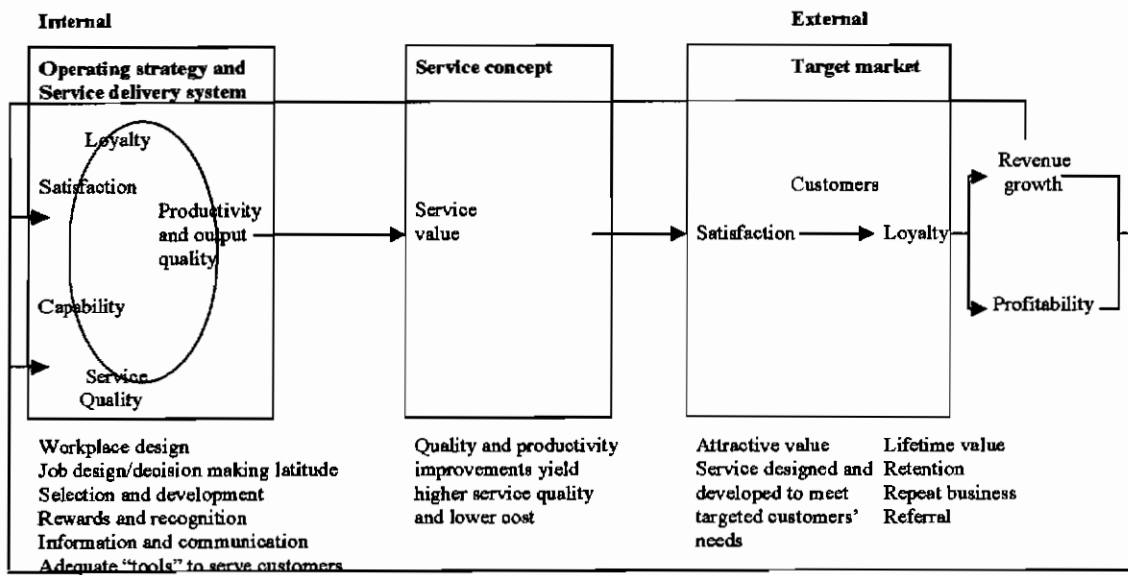 Internal
External
Operating strategy and
Service delivery system
Loyalty
Satisfaction
Productivity
and output
quality
Capability
Service
Quality
Service concept
Service
value
Target market
Customers
Satisfaction
Loyalty
Revenue
growth
Profitability
Workplace design
Job design/decision making latitude
Selection and development
Rewards and recognition
Information and communication
Adequate “tools” to serve customers
Quality and productivity
improvements yield
higher service quality
and lower cost
Attractive value
Service designed and
developed to meet
targeted customers’
needs
Lifetime value
Retention
Repeat business
Referral